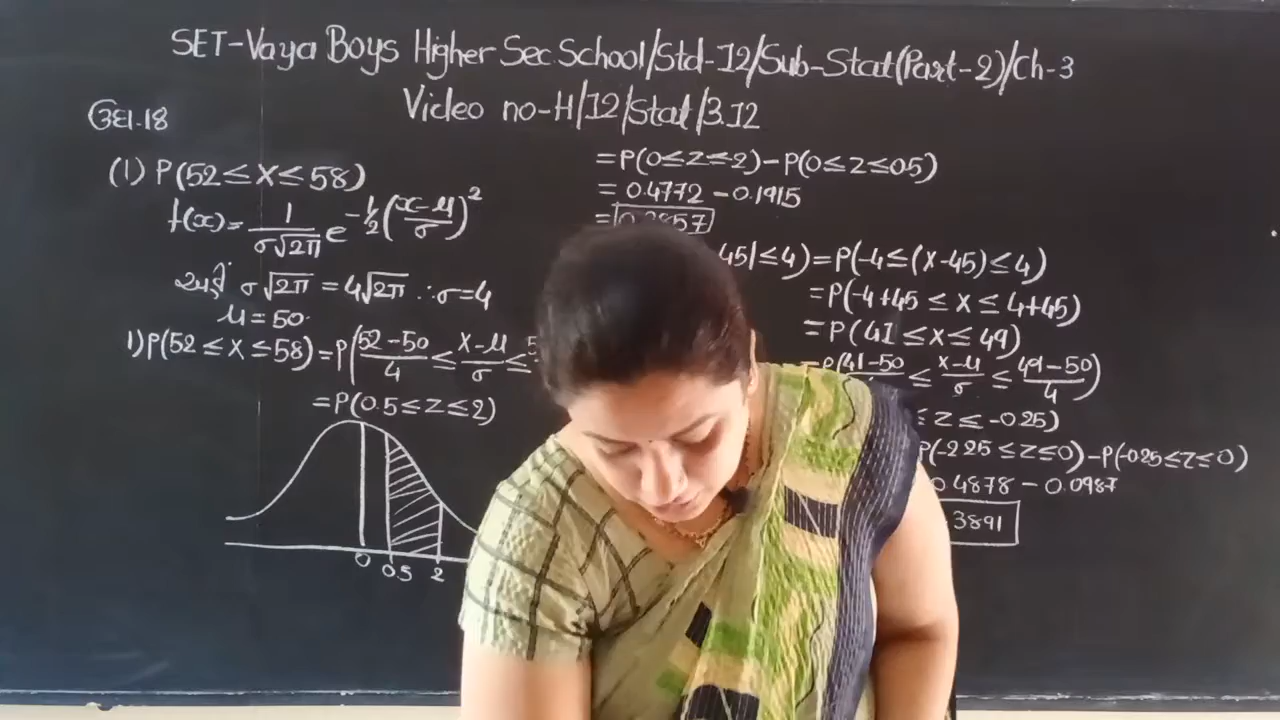 SET-Vaya Boys Higher Sec.School/Std-12/Sub-Stat(Part-2)/Ch-3
Video no-H/12/Stat/3.12
ઉદા.18
(1) P(52≤X≤58)
f(x)= 1/σ√2π e^-½((x-μ)/σ)^2
અહીં σ√2π = 4√2π ∴σ=4
μ=50.
1)P(52≤X≤58)=P(52-50/4 ≤ X-μ/σ ≤ 5
=P(0.5≤Z≤2)
0 0.5 2
=P(0≤Z≤2)-P(0≤Z≤05)
= 0.4772 - 0.1915
=
45|≤4)=P(-4≤(X-45)≤4)
=P(-4+45 ≤ X ≤ 4+45)
=P(41≤X≤49)
=P(41-50 ≤ X-μ/σ ≤ 49-50/4)
≤ Z ≤ -0.25)
P(-2.25≤Z≤0)-P(-025≤Z≤0)
0.4878 - 0.0987
3891